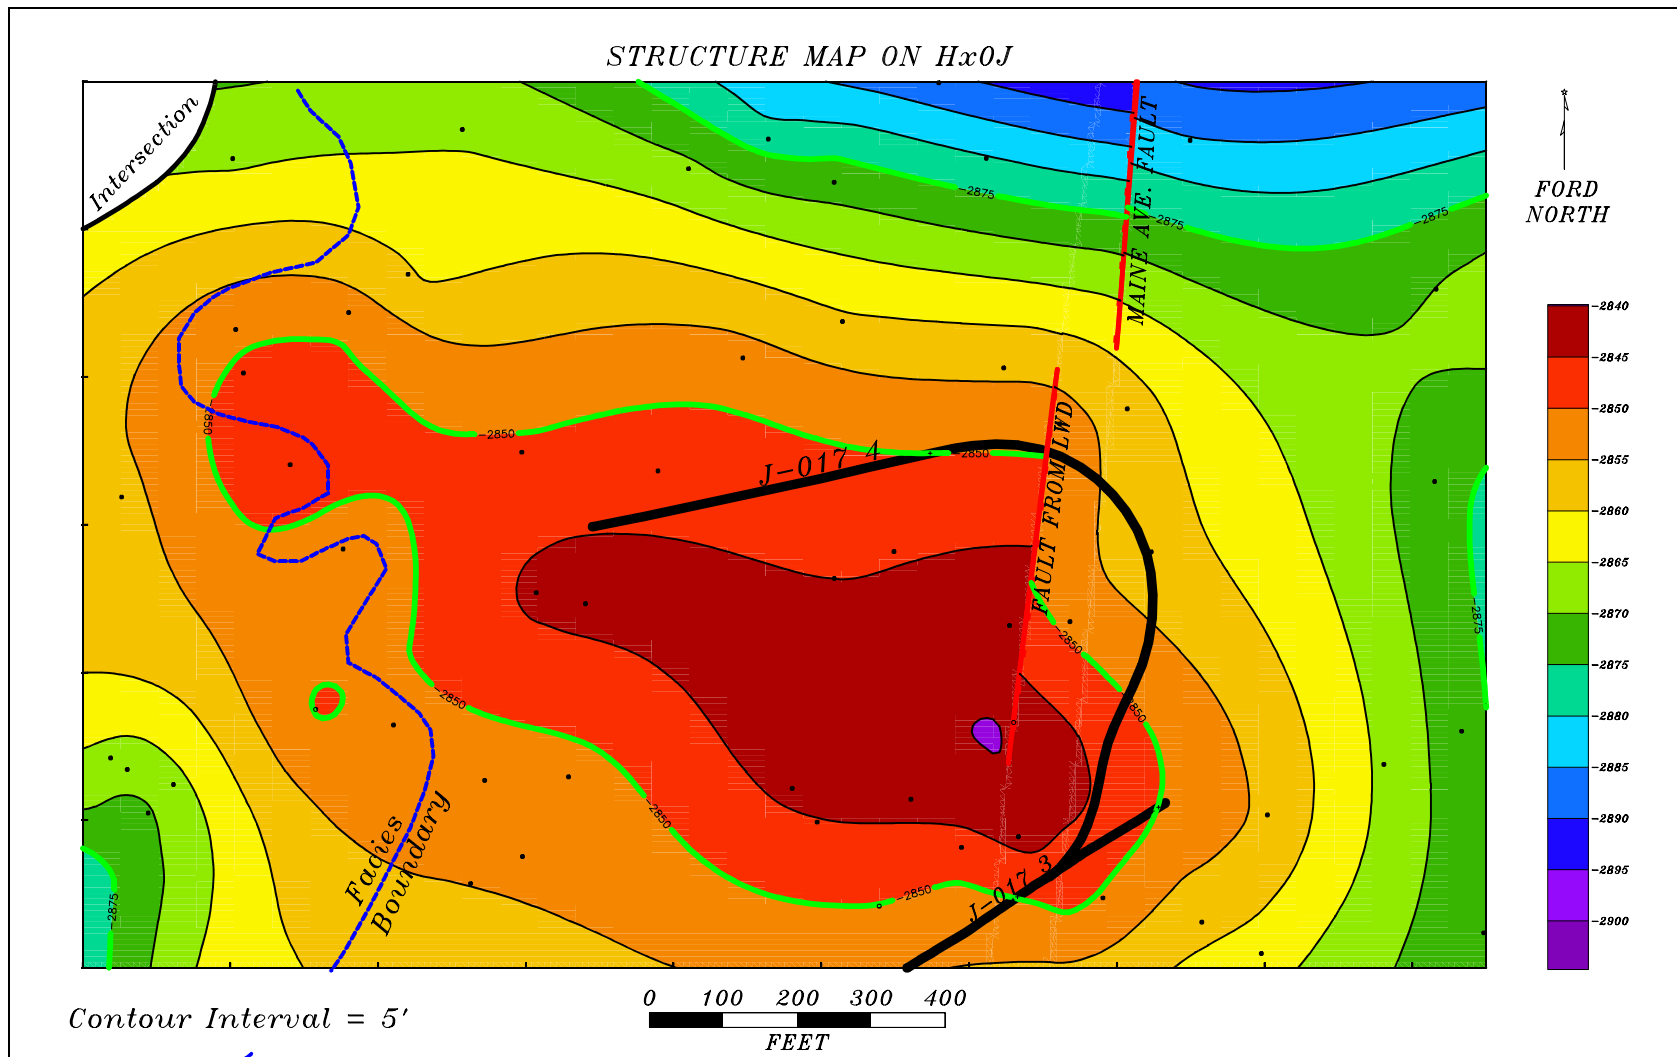 STRUCTURE MAP ON Hx0J
Intersection
MAINE AVE. FAULT
FORD
NORTH
-2875
-2875
-2875
-2840
-2845
-2850
-2855
-2860
-2865
-2870
-2875
-2880
-2885
-2890
-2895
-2900
-2850
-2850
J-017 4
-2850
FAULT FROM LWD
-2875
-2850
-2850
-2850
-2850
-2850
J-017 3
Facies
Boundary
-2875
0 100 200 300 400
FEET
Contour Interval = 5'